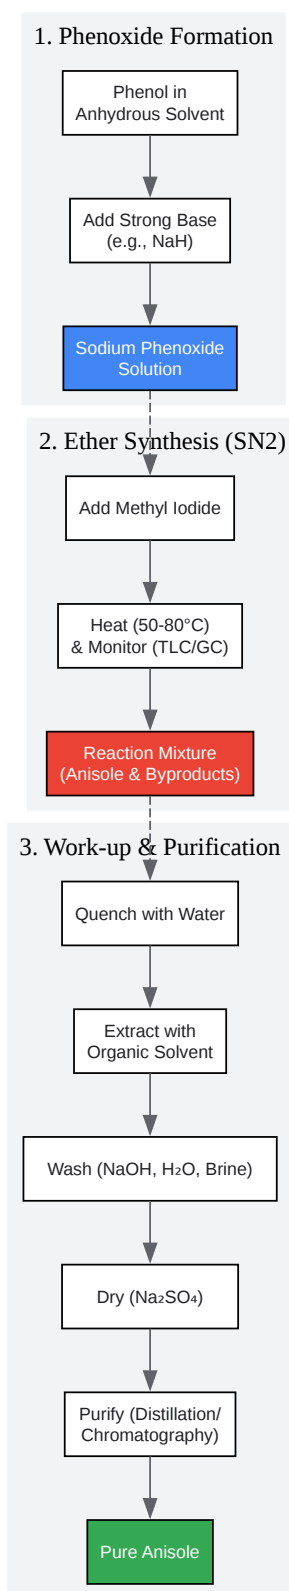 1. Phenoxide Formation
Phenol in
Anhydrous Solvent
Add Strong Base
(e.g., NaH)
Sodium Phenoxide
Solution
2. Ether Synthesis (SN2)
Add Methyl Iodide
Heat (50-80°C)
& Monitor (TLC/GC)
Reaction Mixture
(Anisole & Byproducts)
3. Work-up & Purification
Quench with Water
Extract with
Organic Solvent
Wash (NaOH, H₂O, Brine)
Dry (Na₂SO₄)
Purify (Distillation/
Chromatography)
Pure Anisole